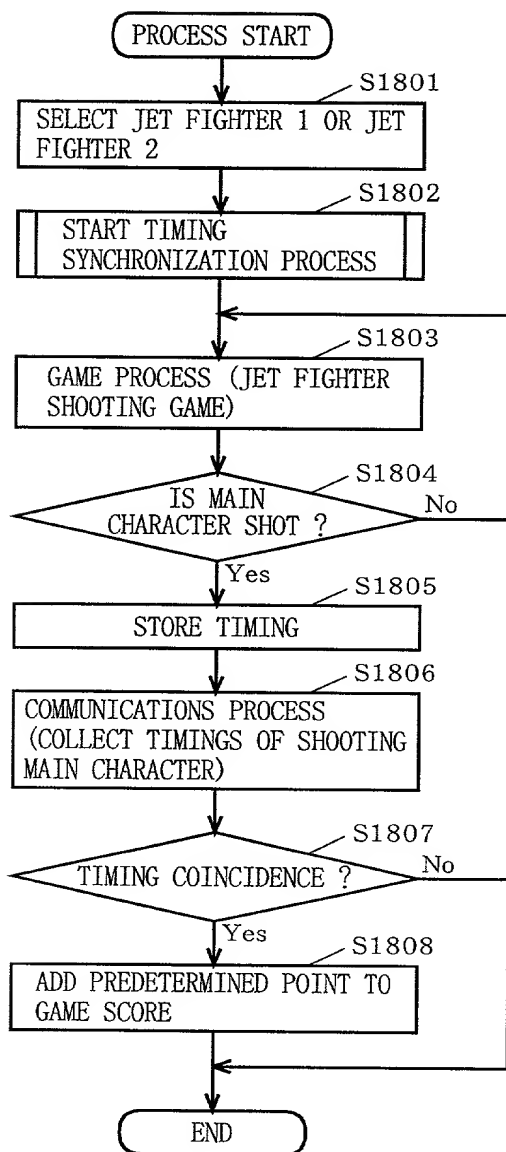 PROCESS START
S1801
SELECT JET FIGHTER 1 OR JET
FIGHTER 2
S1802
START TIMING
SYNCHRONIZATION PROCESS
S1803
GAME PROCESS (JET FIGHTER
SHOOTING GAME)
S1804
IS MAIN
CHARACTER SHOT ?
No
Yes
S1805
STORE TIMING
S1806
COMMUNICATIONS PROCESS
(COLLECT TIMINGS OF SHOOTING
MAIN CHARACTER)
S1807
TIMING COINCIDENCE ?
No
Yes
S1808
ADD PREDETERMINED POINT TO
GAME SCORE
END